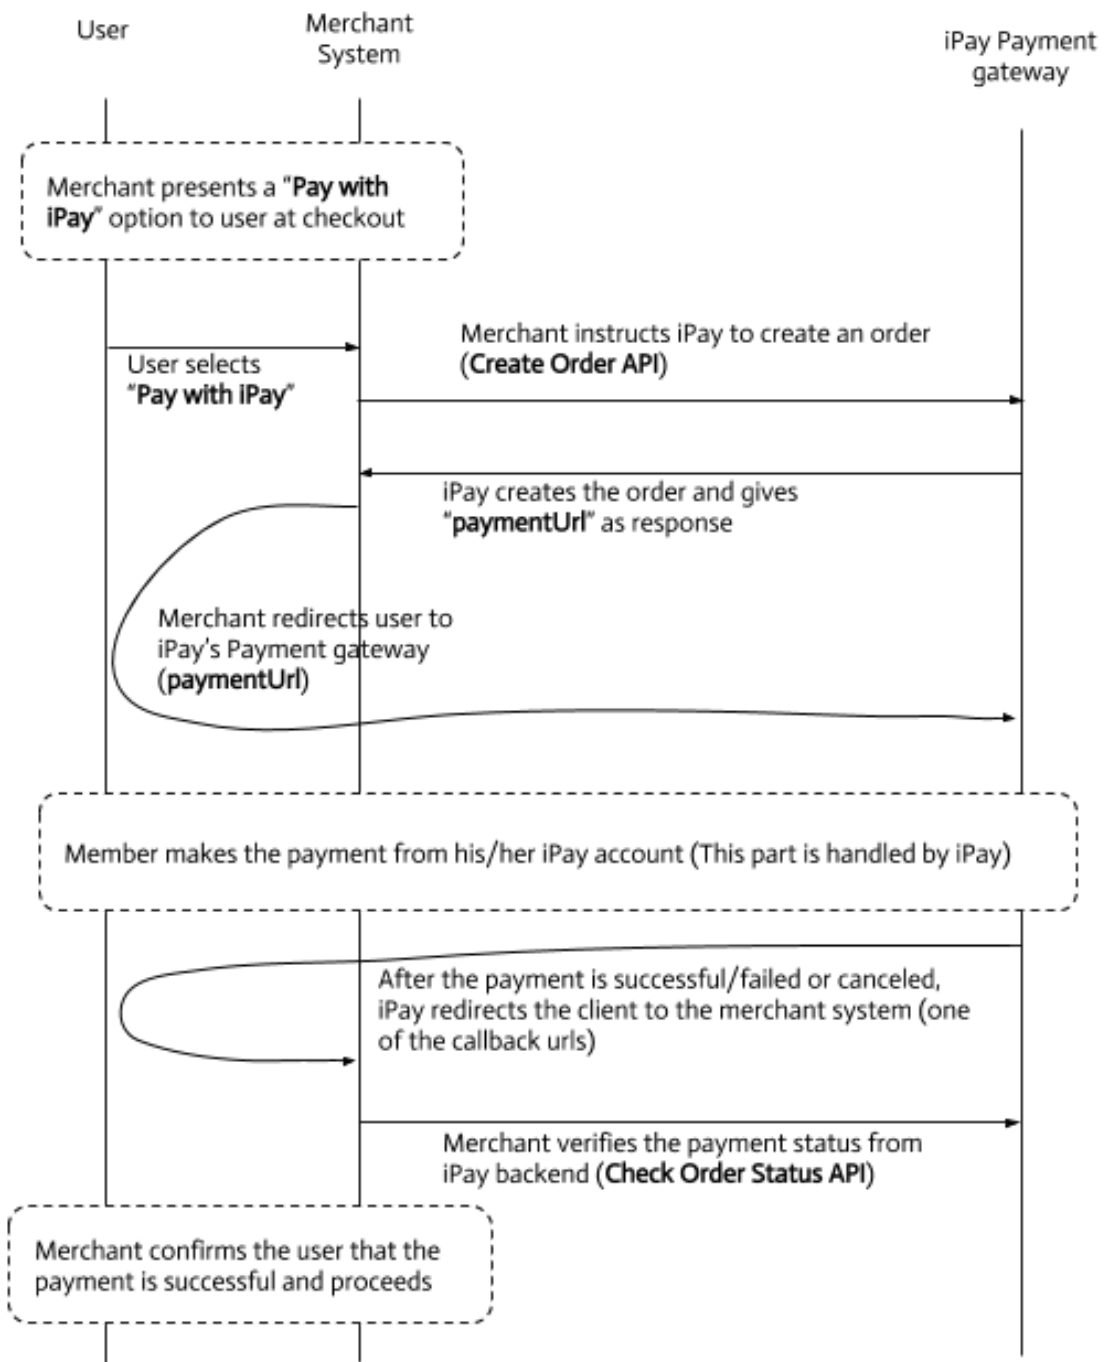 User
Merchant
System
iPay Payment
gateway
Merchant presents a “Pay with
iPay” option to user at checkout
Merchant instructs iPay to create an order
(Create Order API)
User selects
“Pay with iPay”
iPay creates the order and gives
“paymentUrl” as response
Merchant redirects user to
iPay's Payment gateway
(paymentUrl)
Member makes the payment from his/her iPay account (This part is handled by iPay)
After the payment is successful/failed or canceled,
iPay redirects the client to the merchant system (one
of the callback urls)
Merchant verifies the payment status from
iPay backend (Check Order Status API)
Merchant confirms the user that the
payment is successful and proceeds